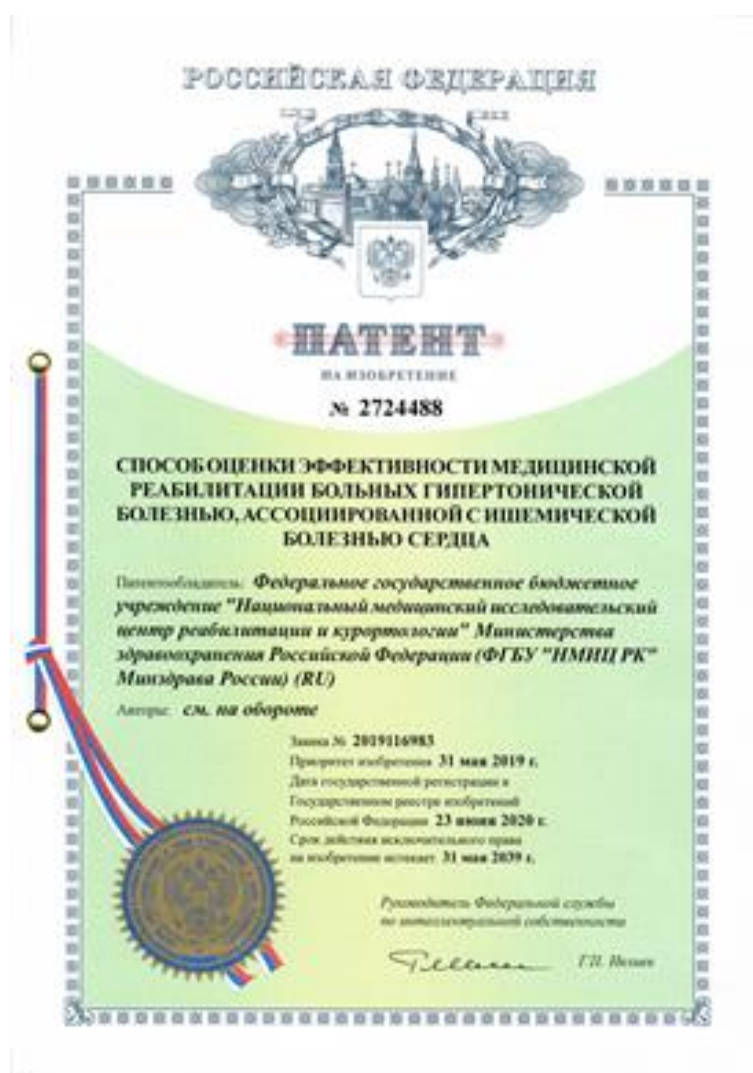 РОССИЙСКАЯ ФЕДЕРАЦИЯ
ПАТЕНТ
НА ИЗОБРЕТЕНИЕ
№ 2724488
СПОСОБ ОЦЕНКИ ЭФФЕКТИВНОСТИ МЕДИЦИНСКОЙ
РЕАБИЛИТАЦИИ БОЛЬНЫХ ГИПЕРТОНИЧЕСКОЙ
БОЛЕЗНЬЮ, АССОЦИИРОВАННОЙ С ИШЕМИЧЕСКОЙ
БОЛЕЗНЬЮ СЕРДЦА
Патентообладатель: Федеральное государственное бюджетное
учреждение "Национальный медицинский исследовательский
центр реабилитации и курортологии" Министерства
здравоохранения Российской Федерации (ФГБУ "НМИЦ РК"
Минздрава России) (RU)
Авторы: см. на обороте
Заявка № 2019116983
Приоритет изобретения 31 мая 2019 г.
Дата государственной регистрации в
Государственном реестре изобретений
Российской Федерации 23 июня 2020 г.
Срок действия исключительного права
на изобретение истекает 31 мая 2039 г.
Руководитель Федеральной службы
по интеллектуальной собственности
Г.П. Ивлиев